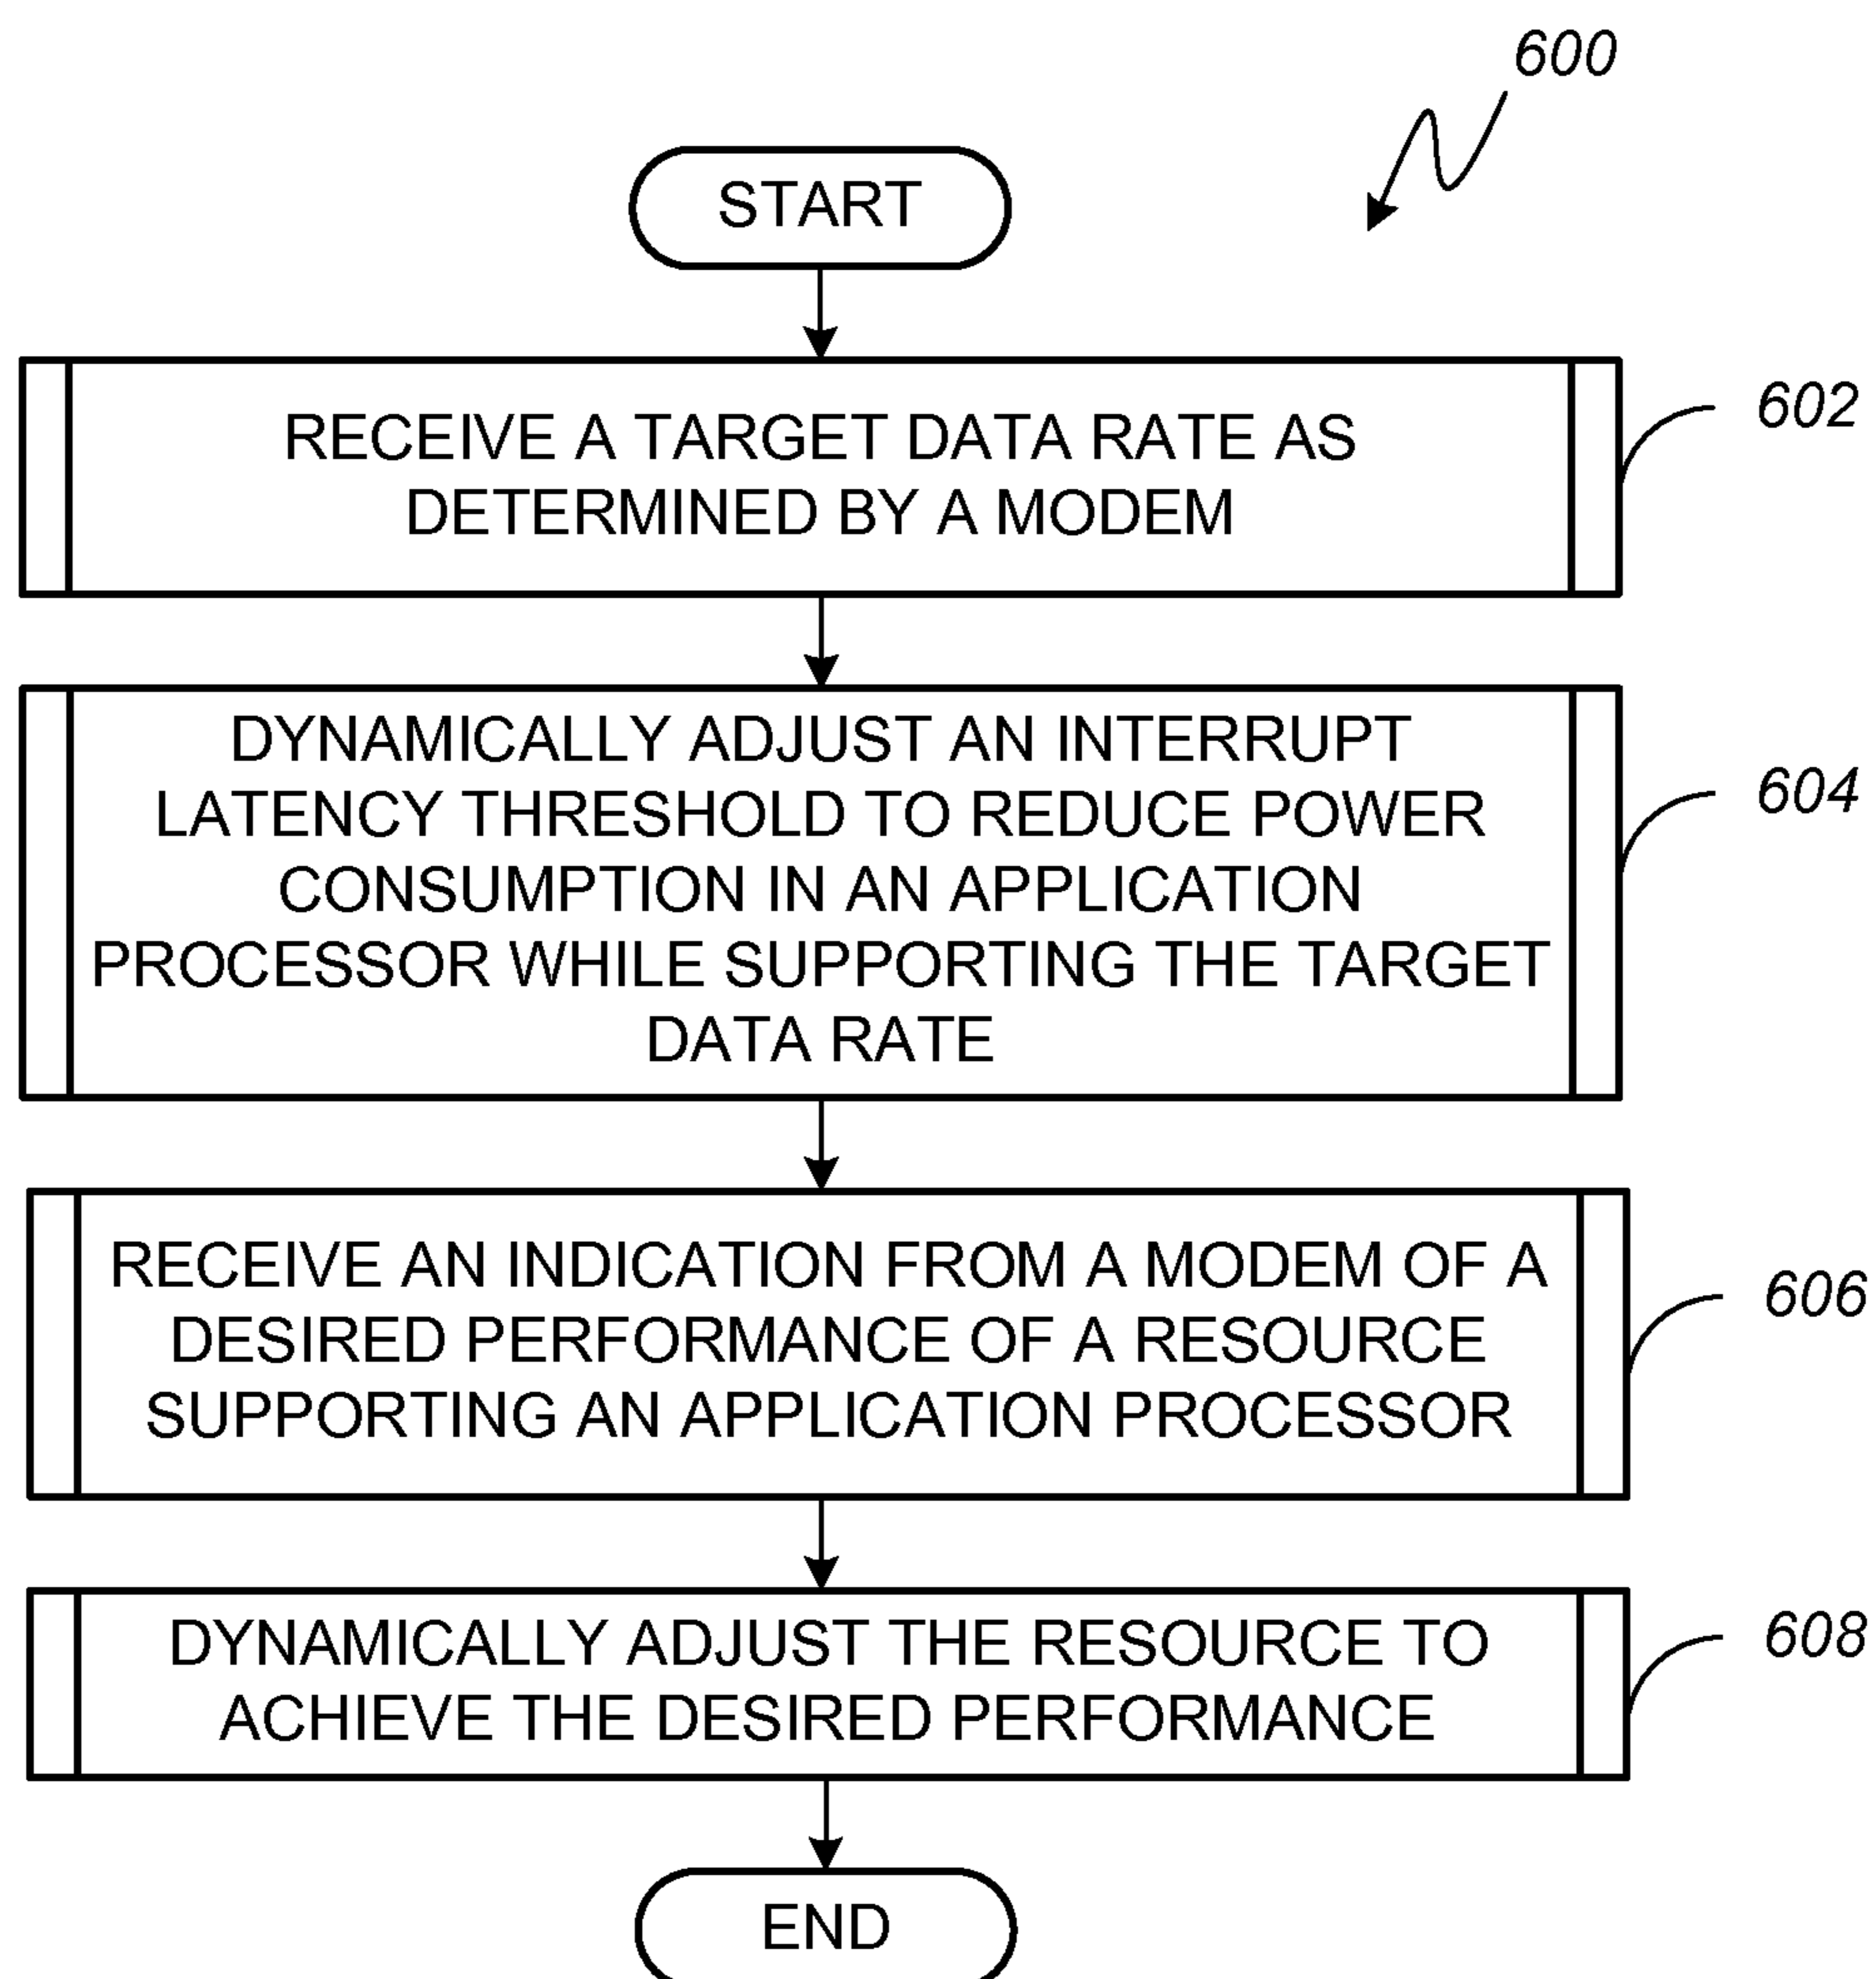 600
START
RECEIVE A TARGET DATA RATE AS
DETERMINED BY A MODEM
602
DYNAMICALLY ADJUST AN INTERRUPT
LATENCY THRESHOLD TO REDUCE POWER
CONSUMPTION IN AN APPLICATION
PROCESSOR WHILE SUPPORTING THE TARGET
DATA RATE
604
RECEIVE AN INDICATION FROM A MODEM OF A
DESIRED PERFORMANCE OF A RESOURCE
SUPPORTING AN APPLICATION PROCESSOR
606
DYNAMICALLY ADJUST THE RESOURCE TO
ACHIEVE THE DESIRED PERFORMANCE
608
END